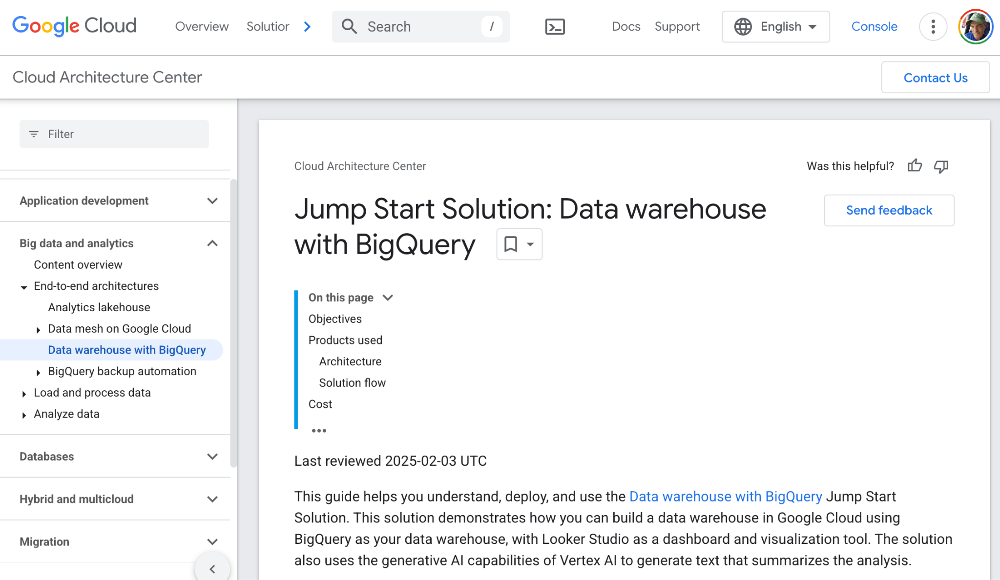 Google Cloud
Overview
Solutior
Search
/
Docs
Support
English
Console
Cloud Architecture Center
Contact Us
Filter
Application development
Big data and analytics
Content overview
End-to-end architectures
Analytics lakehouse
Data mesh on Google Cloud
Data warehouse with BigQuery
BigQuery backup automation
Load and process data
Analyze data
Databases
Hybrid and multicloud
Migration
Cloud Architecture Center
Was this helpful?
Jump Start Solution: Data warehouse
with BigQuery
Send feedback
On this page
Objectives
Products used
Architecture
Solution flow
Cost
Last reviewed 2025-02-03 UTC
This guide helps you understand, deploy, and use the Data warehouse with BigQuery Jump Start
Solution. This solution demonstrates how you can build a data warehouse in Google Cloud using
BigQuery as your data warehouse, with Looker Studio as a dashboard and visualization tool. The solution
also uses the generative AI capabilities of Vertex AI to generate text that summarizes the analysis.